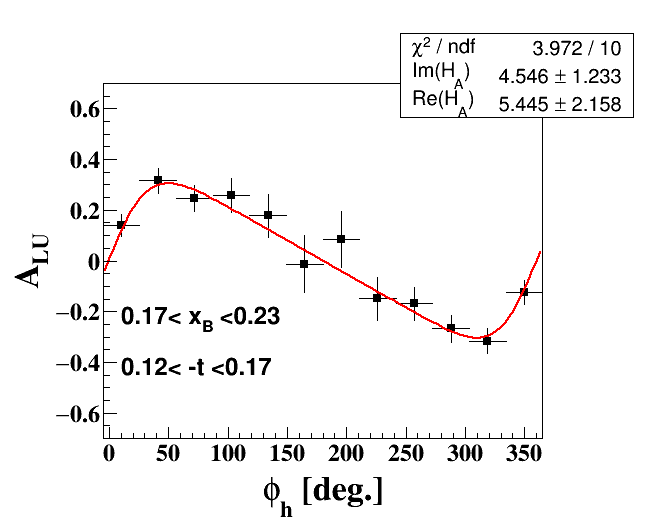 χ² / ndf 3.972 / 10
Im(H_A) 4.546 ± 1.233
Re(H_A) 5.445 ± 2.158
A_LU
0.6
0.4
0.2
0
−0.2
−0.4
−0.6
0.17< x_B <0.23
0.12< -t <0.17
0 50 100 150 200 250 300 350
ϕ_h [deg.]